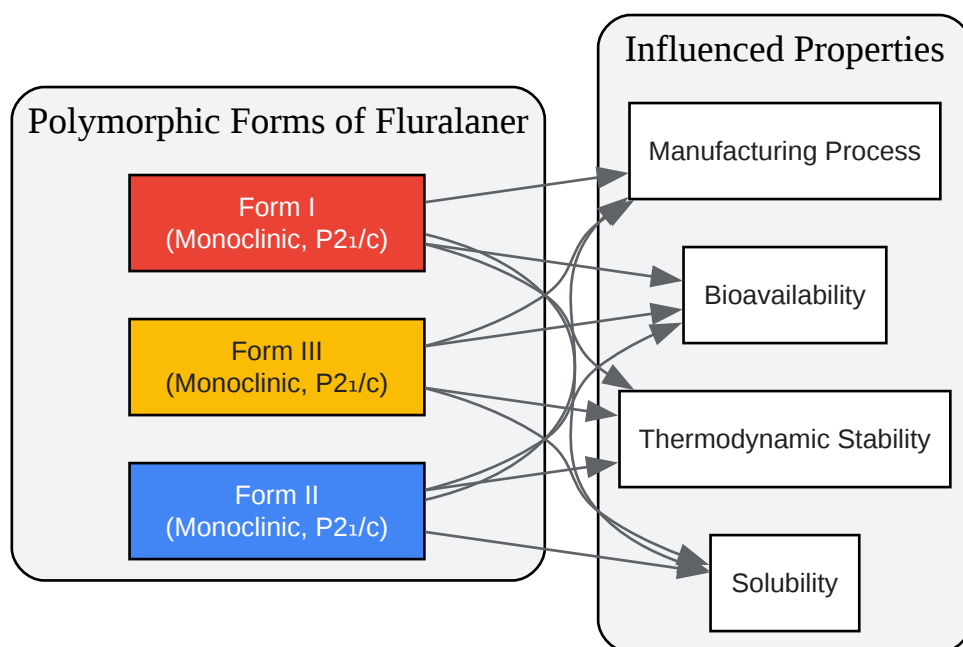 Polymorphic Forms of Fluralaner
Form I
(Monoclinic, P2₁/c)
Form III
(Monoclinic, P2₁/c)
Form II
(Monoclinic, P2₁/c)
Influenced Properties
Manufacturing Process
Bioavailability
Thermodynamic Stability
Solubility